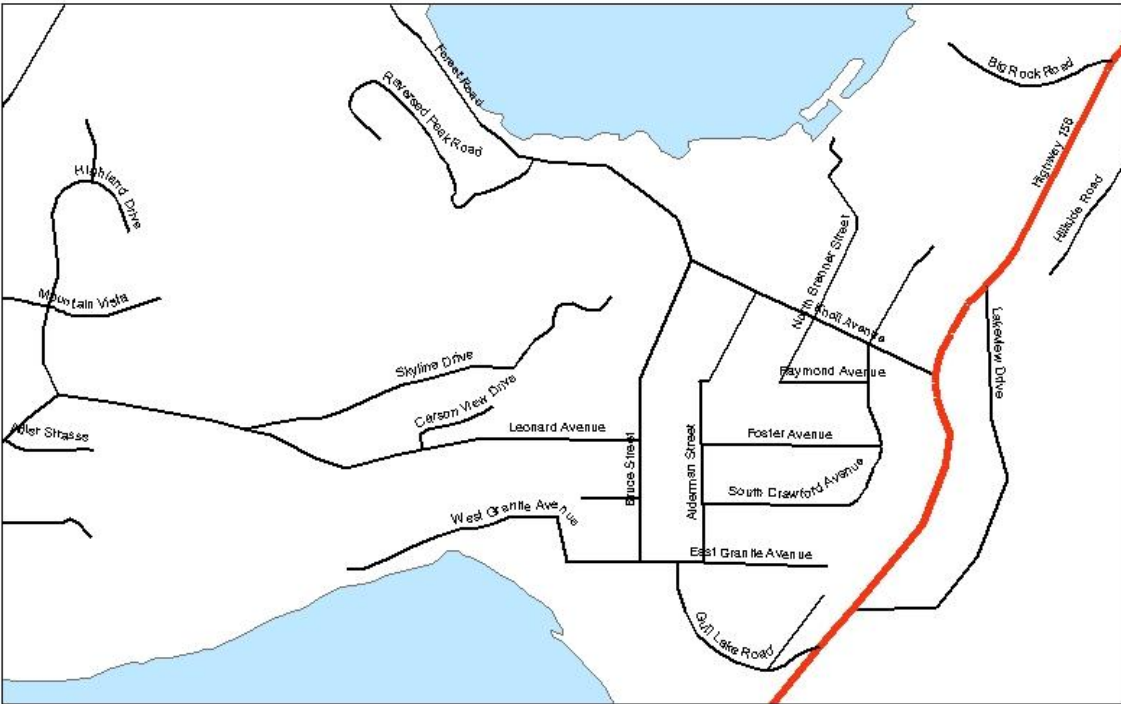 Forest Road
Big Rock Road
Reversed Peak Road
Highway 158
Highland Drive
Hillside Road
North Brenner Street
Mountain Vista
Knoll Avenue
Lakeview Drive
Skyline Drive
Raymond Avenue
Carson View Drive
Adler Strasse
Leonard Avenue
Foster Avenue
Bruce Street
Alderman Street
South Crawford Avenue
West Granite Avenue
East Granite Avenue
Gull Lake Road